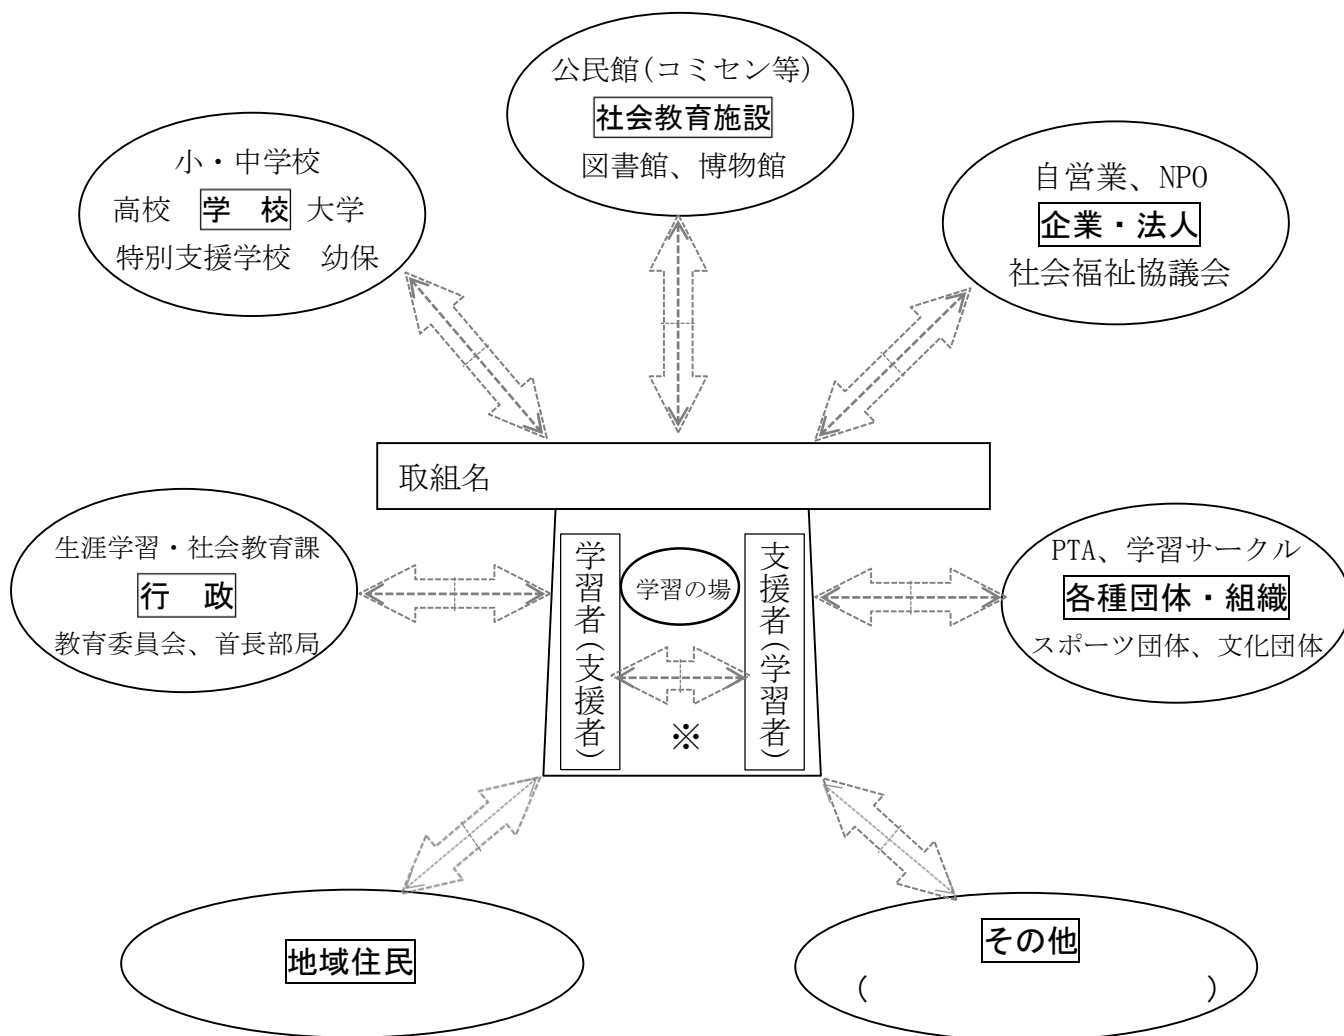 公民館(コミセン等)
社会教育施設
図書館、博物館
小・中学校
高校 学 校 大学
特別支援学校 幼保
自営業、NPO
企業・法人
社会福祉協議会
取組名
生涯学習・社会教育課
行 政
教育委員会、首長部局
学習者(支援者)
学習の場
支援者(学習者)
※
PTA、学習サークル
各種団体・組織
スポーツ団体、文化団体
地域住民
その他
( )